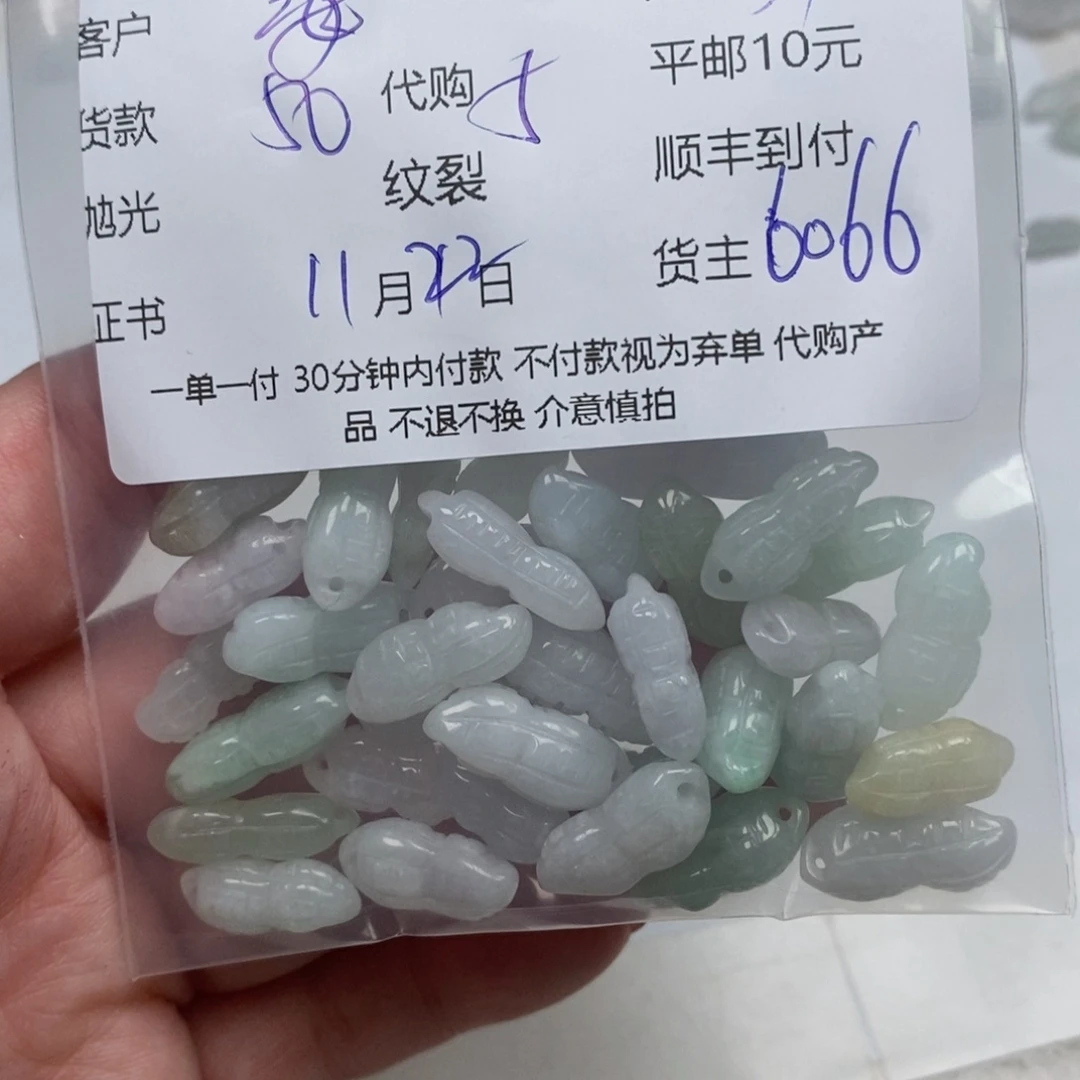 客户
货款 50 代购 5 平邮10元
抛光 纹裂 顺丰到付
证书 11月22日 货主 6066
一单一付 30分钟内付款 不付款视为弃单 代购产
品 不退不换 介意慎拍